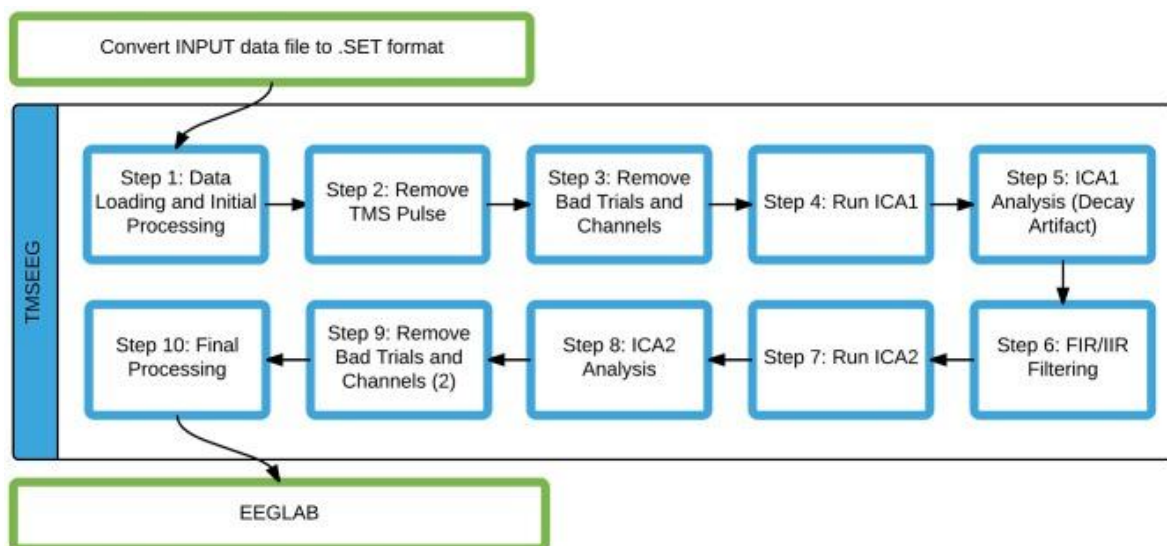 Convert INPUT data file to .SET format
TMSEEG
Step 1: Data
Loading and Initial
Processing
Step 2: Remove
TMS Pulse
Step 3: Remove
Bad Trials and
Channels
Step 4: Run ICA1
Step 5: ICA1
Analysis (Decay
Artifact)
Step 6: FIR/IIR
Filtering
Step 7: Run ICA2
Step 8: ICA2
Analysis
Step 9: Remove
Bad Trials and
Channels (2)
Step 10: Final
Processing
EEGLAB